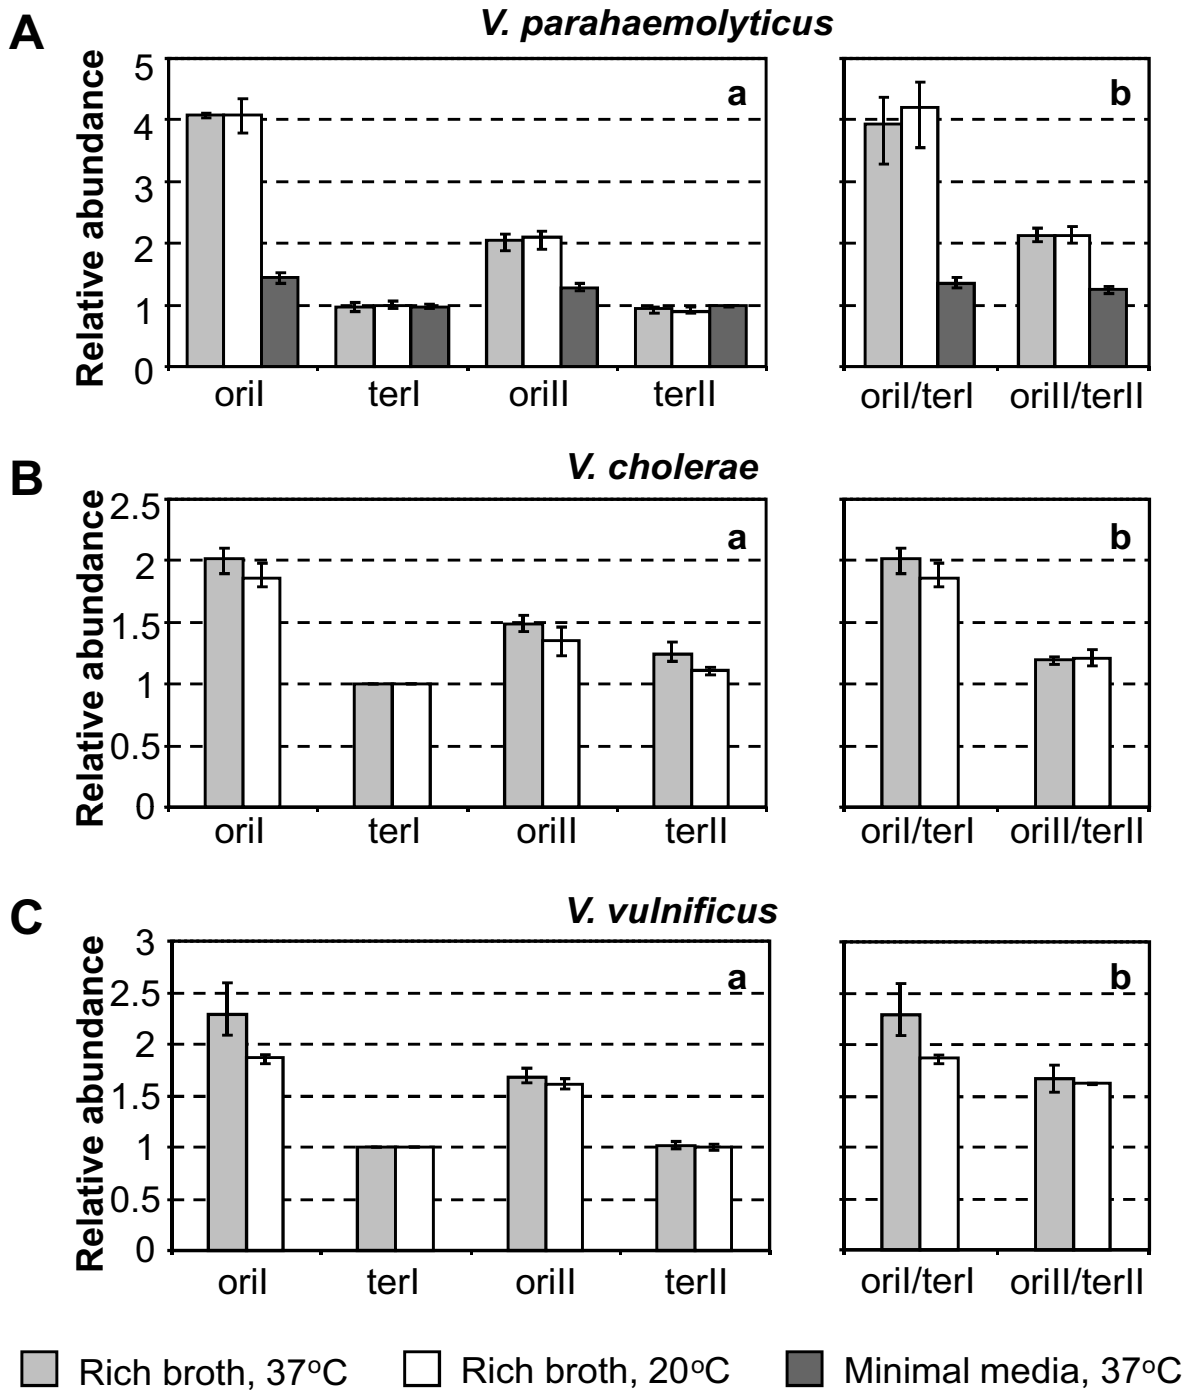 A
V. parahaemolyticus
Relative abundance
5
4
3
2
1
0
a
oriI terI oriII terII
b
oriI/terI oriII/terII
B
V. cholerae
Relative abundance
2.5
2
1.5
1
0.5
0
a
oriI terI oriII terII
b
oriI/terI oriII/terII
C
V. vulnificus
Relative abundance
3
2.5
2
1.5
1
0.5
0
a
oriI terI oriII terII
b
oriI/terI oriII/terII
Rich broth, 37°C Rich broth, 20°C Minimal media, 37°C